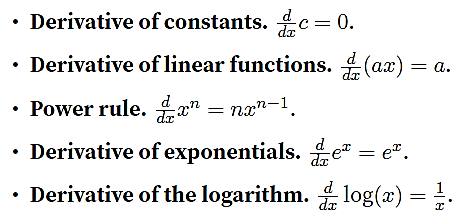 • Derivative of constants. $\frac{d}{dx}c = 0.$
• Derivative of linear functions. $\frac{d}{dx}(ax) = a.$
• Power rule. $\frac{d}{dx}x^n = nx^{n-1}.$
• Derivative of exponentials. $\frac{d}{dx}e^x = e^x.$
• Derivative of the logarithm. $\frac{d}{dx}\log(x) = \frac{1}{x}.$